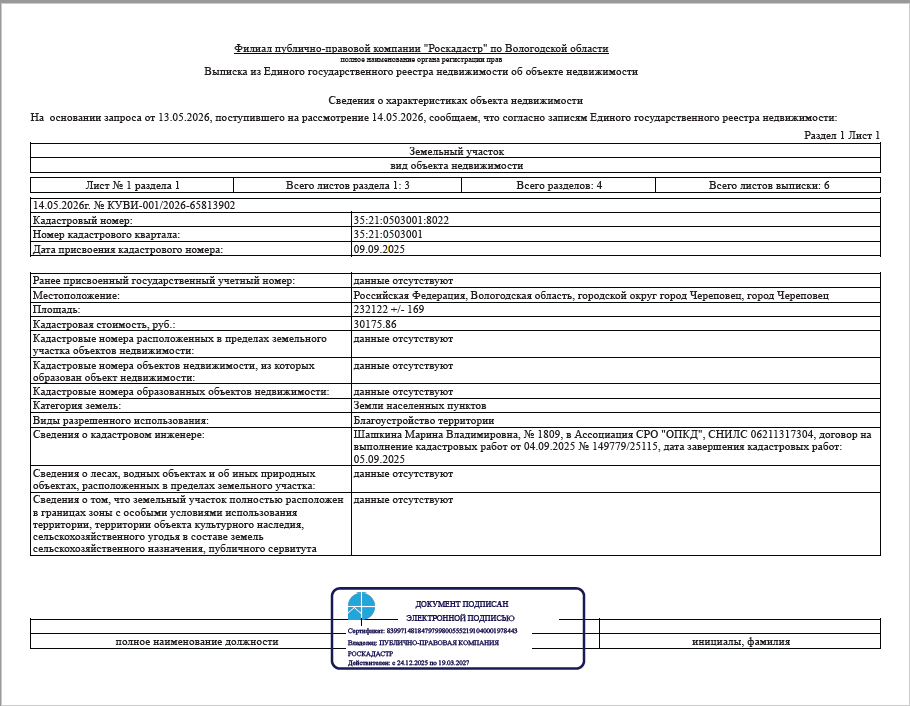 Филиал публично-правовой компании "Роскадастр" по Вологодской области
полное наименование органа регистрации прав
Выписка из Единого государственного реестра недвижимости об объекте недвижимости
Сведения о характеристиках объекта недвижимости
На основании запроса от 13.05.2026, поступившего на рассмотрение 14.05.2026, сообщаем, что согласно записям Единого государственного реестра недвижимости:
Раздел 1 Лист 1
Земельный участок
вид объекта недвижимости
Лист № 1 раздела 1 Всего листов раздела 1: 3 Всего разделов: 4 Всего листов выписки: 6
14.05.2026г. № КУВИ-001/2026-65813902
Кадастровый номер: 35:21:0503001:8022
Номер кадастрового квартала: 35:21:0503001
Дата присвоения кадастрового номера: 09.09.2025
Ранее присвоенный государственный учетный номер: данные отсутствуют
Местоположение: Российская Федерация, Вологодская область, городской округ город Череповец, город Череповец
Площадь: 232122 +/- 169
Кадастровая стоимость, руб.: 30175.86
Кадастровые номера расположенных в пределах земельного данные отсутствуют
участка объектов недвижимости:
Кадастровые номера объектов недвижимости, из которых данные отсутствуют
образован объект недвижимости:
Кадастровые номера образованных объектов недвижимости: данные отсутствуют
Категория земель: Земли населенных пунктов
Виды разрешенного использования: Благоустройство территории
Сведения о кадастровом инженере: Шашкина Марина Владимировна, № 1809, в Ассоциация СРО "ОПКД", СНИЛС 06211317304, договор на
выполнение кадастровых работ от 04.09.2025 № 149779/25115, дата завершения кадастровых работ:
05.09.2025
Сведения о лесах, водных объектах и об иных природных данные отсутствуют
объектах, расположенных в пределах земельного участка:
Сведения о том, что земельный участок полностью расположен данные отсутствуют
в границах зоны с особыми условиями использования
территории, территории объекта культурного наследия,
сельскохозяйственного угодья в составе земель
сельскохозяйственного назначения, публичного сервитута
ДОКУМЕНТ ПОДПИСАН
ЭЛЕКТРОННОЙ ПОДПИСЬЮ
Сертификат:
Владелец: ПУБЛИЧНО-ПРАВОВАЯ КОМПАНИЯ
РОСКАДАСТР
Действителен: с 24.12.2025 по 19.03.2027
полное наименование должности инициалы, фамилия